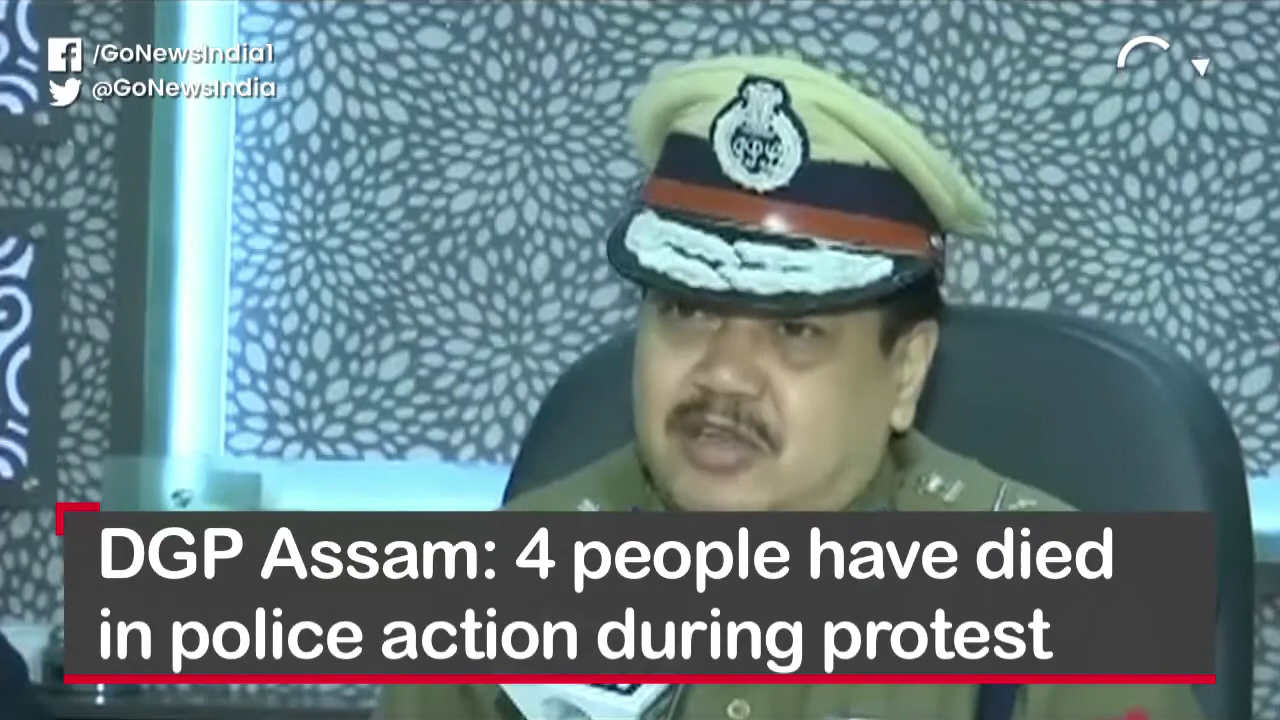 /GoNewsIndia1
@GoNewsIndia
DGP Assam: 4 people have died
in police action during protest